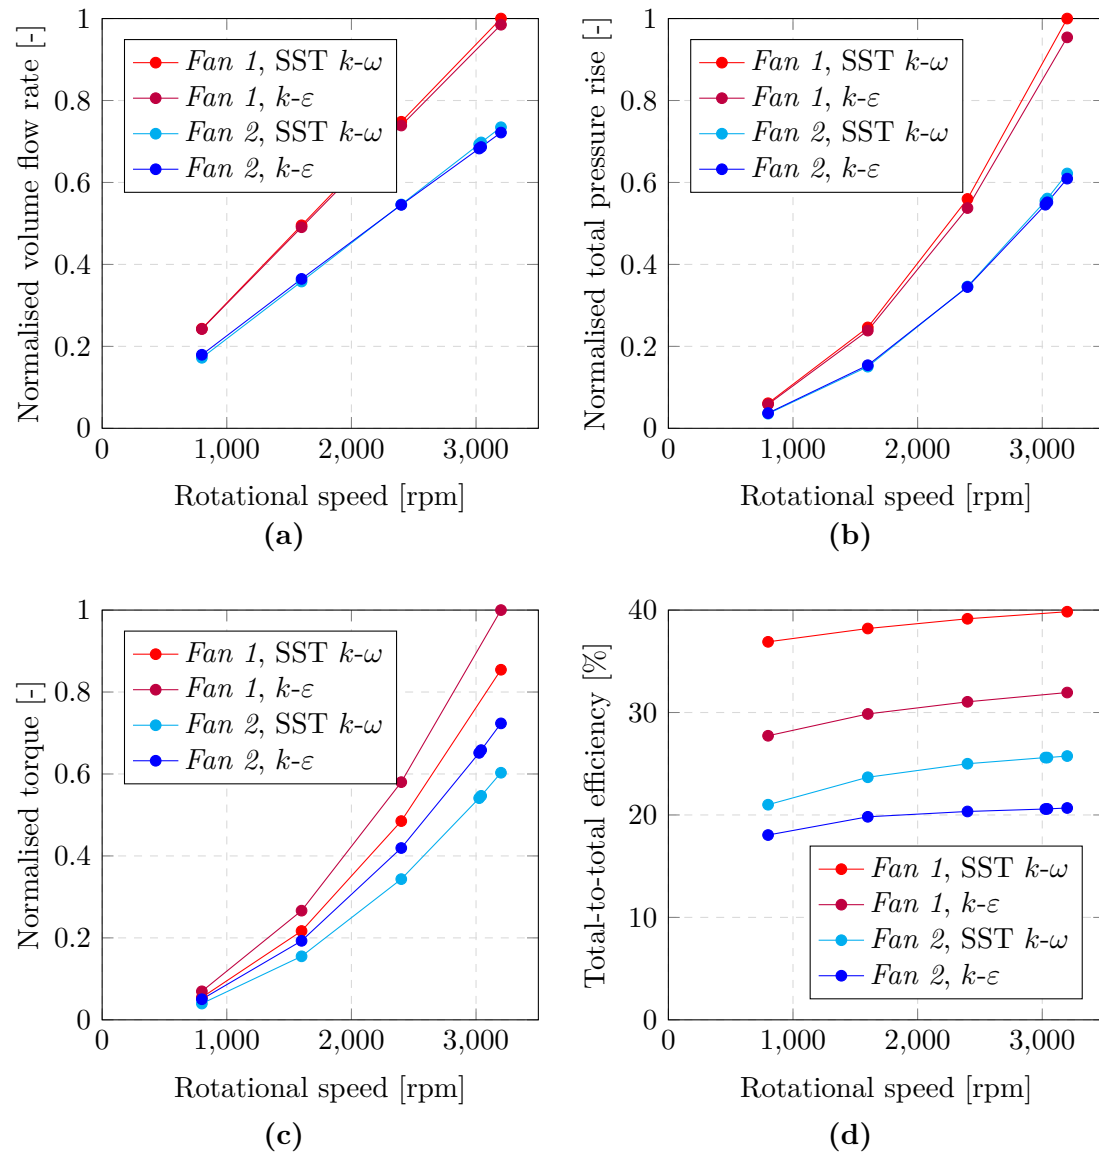 Normalised volume flow rate [-]
1
0.8
0.6
0.4
0.2
0
Fan 1, SST k-ω
Fan 1, k-ε
Fan 2, SST k-ω
Fan 2, k-ε
0 1,000 2,000 3,000
Rotational speed [rpm]
(a)
Normalised total pressure rise [-]
1
0.8
0.6
0.4
0.2
0
Fan 1, SST k-ω
Fan 1, k-ε
Fan 2, SST k-ω
Fan 2, k-ε
0 1,000 2,000 3,000
Rotational speed [rpm]
(b)
Normalised torque [-]
1
0.8
0.6
0.4
0.2
0
Fan 1, SST k-ω
Fan 1, k-ε
Fan 2, SST k-ω
Fan 2, k-ε
1,000 2,000 3,000
Rotational speed [rpm]
(c)
Total-to-total efficiency [%]
40
30
20
10
0
Fan 1, SST k-ω
Fan 1, k-ε
Fan 2, SST k-ω
Fan 2, k-ε
1,000 2,000 3,000
Rotational speed [rpm]
(d)